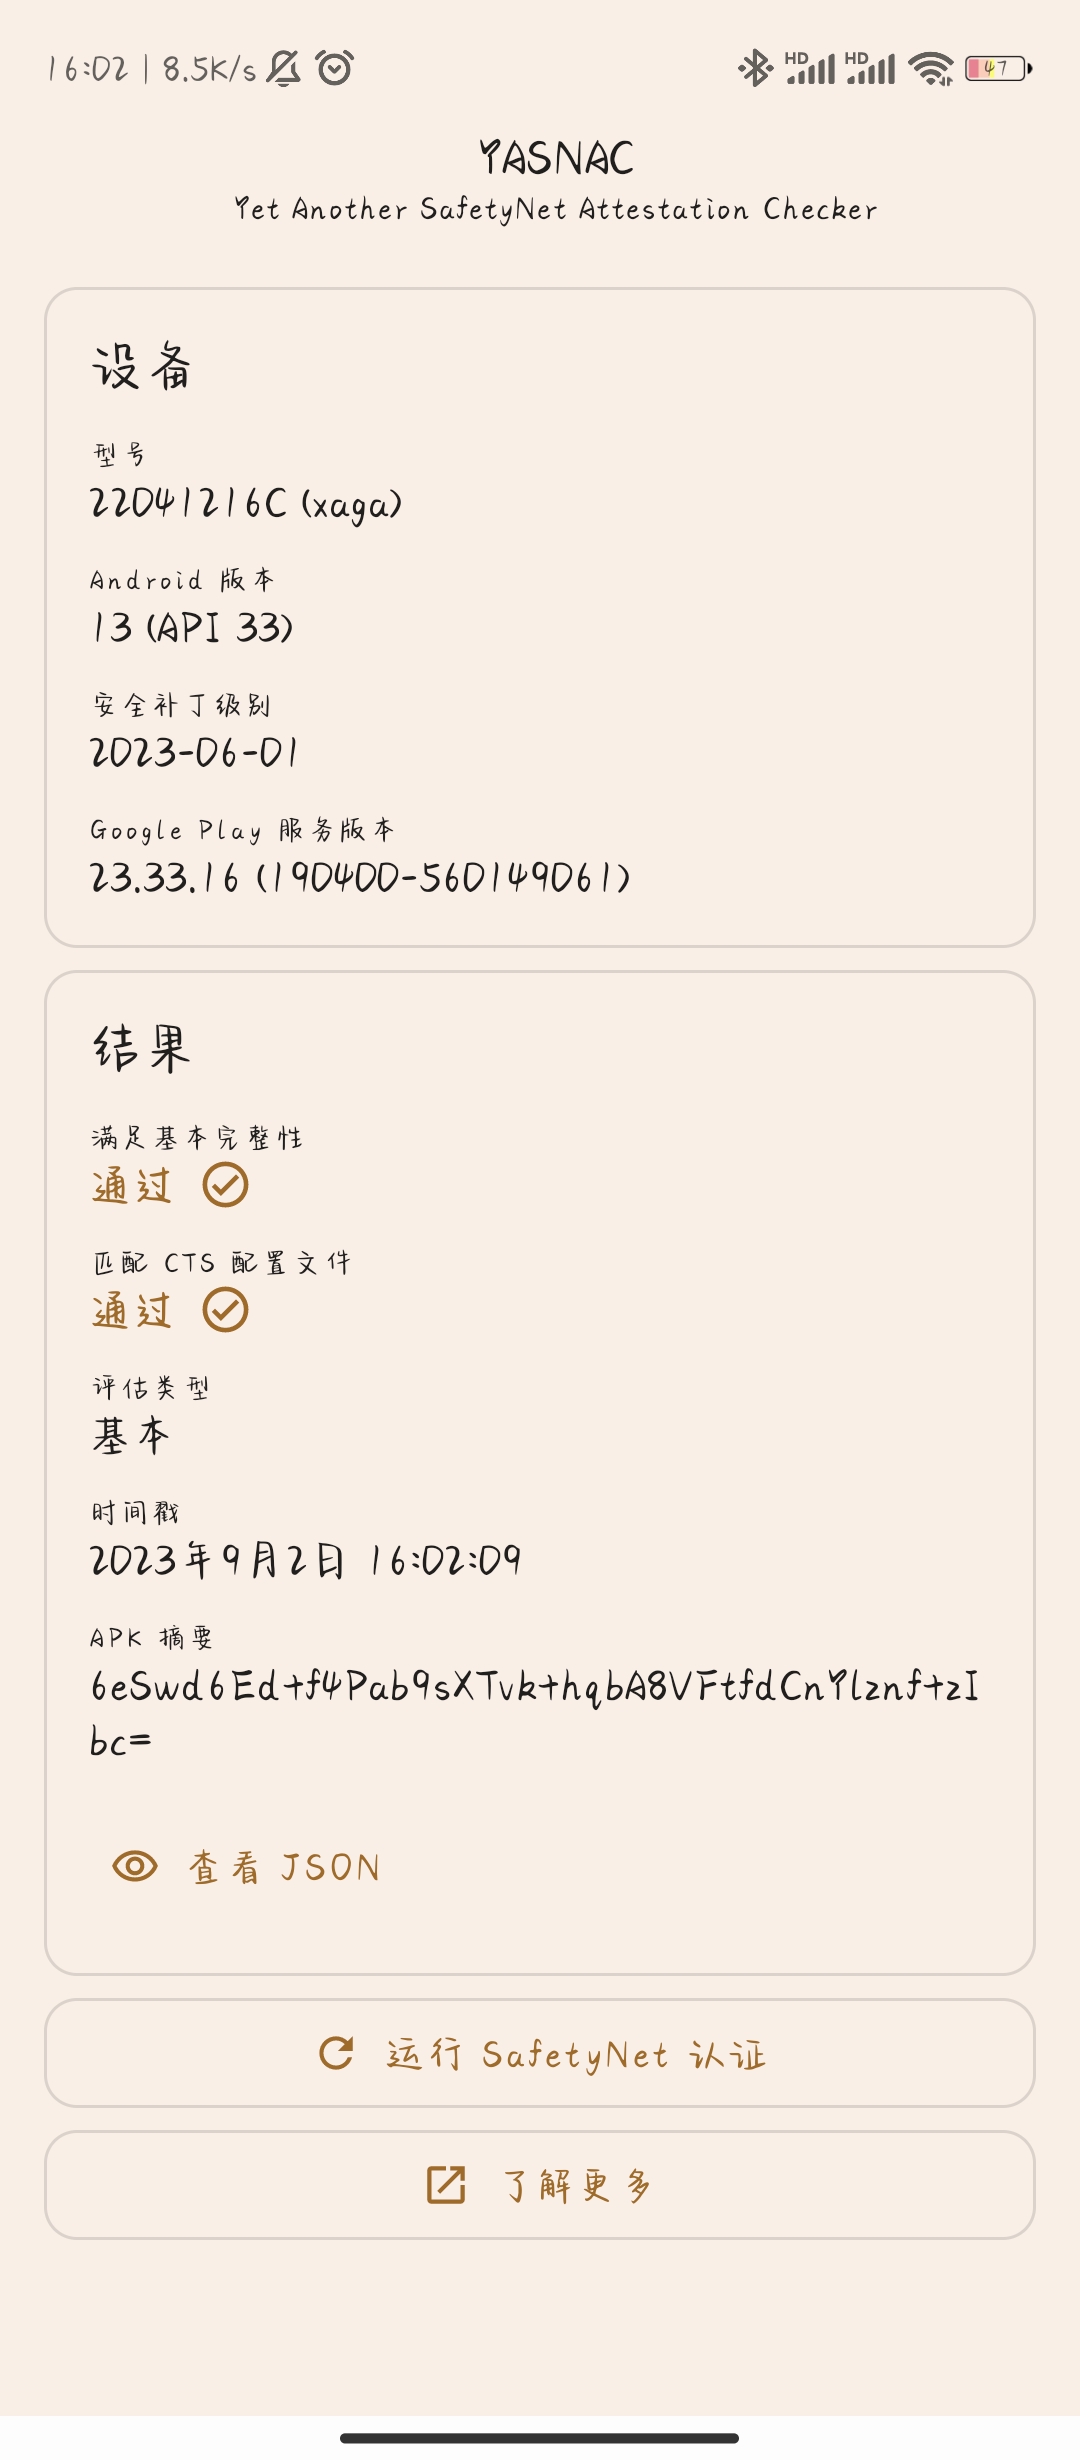 16:02 | 8.5K/s HD HD 47
YASNAC
Yet Another SafetyNet Attestation Checker
设备
型号
22041216C (xaga)
Android 版本
13 (API 33)
安全补丁级别
2023-06-01
Google Play 服务版本
23.33.16 (190400-560149061)
结果
满足基本完整性
通过
匹配 CTS 配置文件
通过
评估类型
基本
时间戳
2023年9月2日 16:02:09
APK 摘要
6eSwd6Ed+f4Pab9sXTvk+hqbA8VFtfdCnYlznf+zI
bc=
查看 JSON
运行 SafetyNet 认证
了解更多